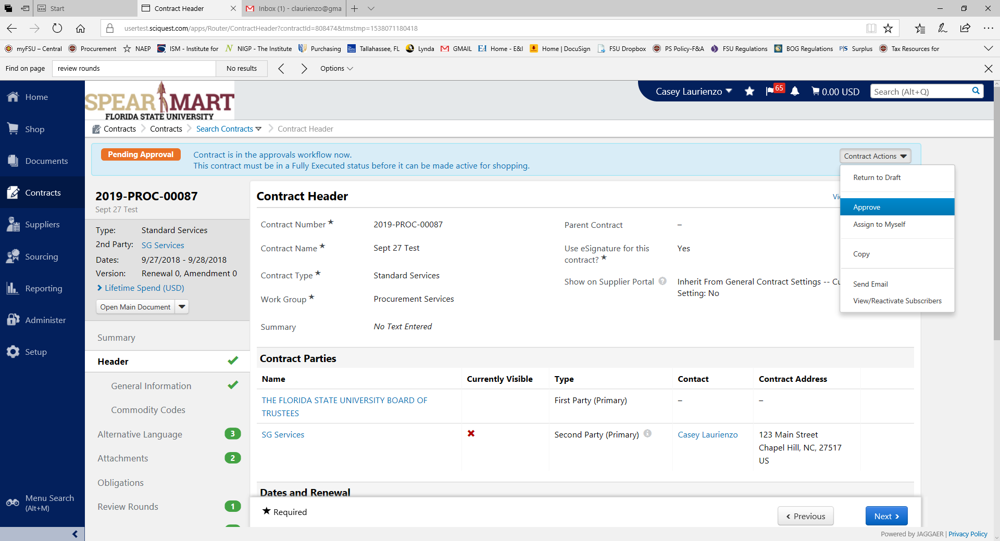 Start
Contract Header
Inbox (1) - claurienzo@gma
usertest.sciquest.com/apps/Router/ContractHeader?contractId=808474&tmstmp=1538071180418
myFSU – Central
Procurement
NAEP
ISM - Institute for
NIGP - The Institute
Purchasing
Tallahassee, FL
Lynda
GMAIL
Home - E&I
Home | DocuSign
FSU Dropbox
PS Policy-F&A
FSU Regulations
BOG Regulations
Surplus
Tax Resources for
Find on page
review rounds
No results
Options
Home
Shop
Documents
Contracts
Suppliers
Sourcing
Reporting
Administer
Setup
Menu Search
(Alt+M)
SPEAR MART
FLORIDA STATE UNIVERSITY
Casey Laurienzo
65
0.00 USD
Search (Alt+Q)
Contracts
Contracts
Search Contracts
Contract Header
Pending Approval
Contract is in the approvals workflow now.
This contract must be in a Fully Executed status before it can be made active for shopping.
Contract Actions
Return to Draft
Approve
Assign to Myself
Copy
Send Email
View/Reactivate Subscribers
2019-PROC-00087
Sept 27 Test
Type: Standard Services
2nd Party: SG Services
Dates: 9/27/2018 - 9/28/2018
Version: Renewal 0, Amendment 0
Lifetime Spend (USD)
Open Main Document
Summary
Header
General Information
Commodity Codes
Alternative Language 3
Attachments 2
Obligations
Review Rounds 1
Contract Header
Contract Number ★ 2019-PROC-00087
Contract Name ★ Sept 27 Test
Contract Type ★ Standard Services
Work Group ★ Procurement Services
Summary No Text Entered
Parent Contract –
Use eSignature for this Yes
contract? ★
Show on Supplier Portal Inherit From General Contract Settings -- Cu
Setting: No
Contract Parties
Name Currently Visible Type Contact Contract Address
THE FLORIDA STATE UNIVERSITY BOARD OF First Party (Primary) – –
TRUSTEES
SG Services Second Party (Primary) Casey Laurienzo 123 Main Street
Chapel Hill, NC, 27517
US
Dates and Renewal
★ Required
‹ Previous
Next ›
Powered by JAGGAER | Privacy Policy